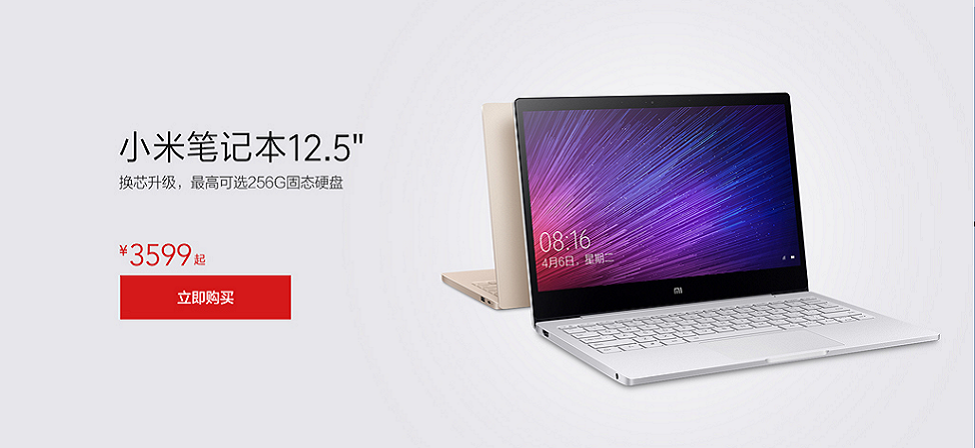 小米笔记本12.5"
换芯升级，最高可选256G固态硬盘
¥3599起
立即购买
08:16
4月6日，星期二
mi